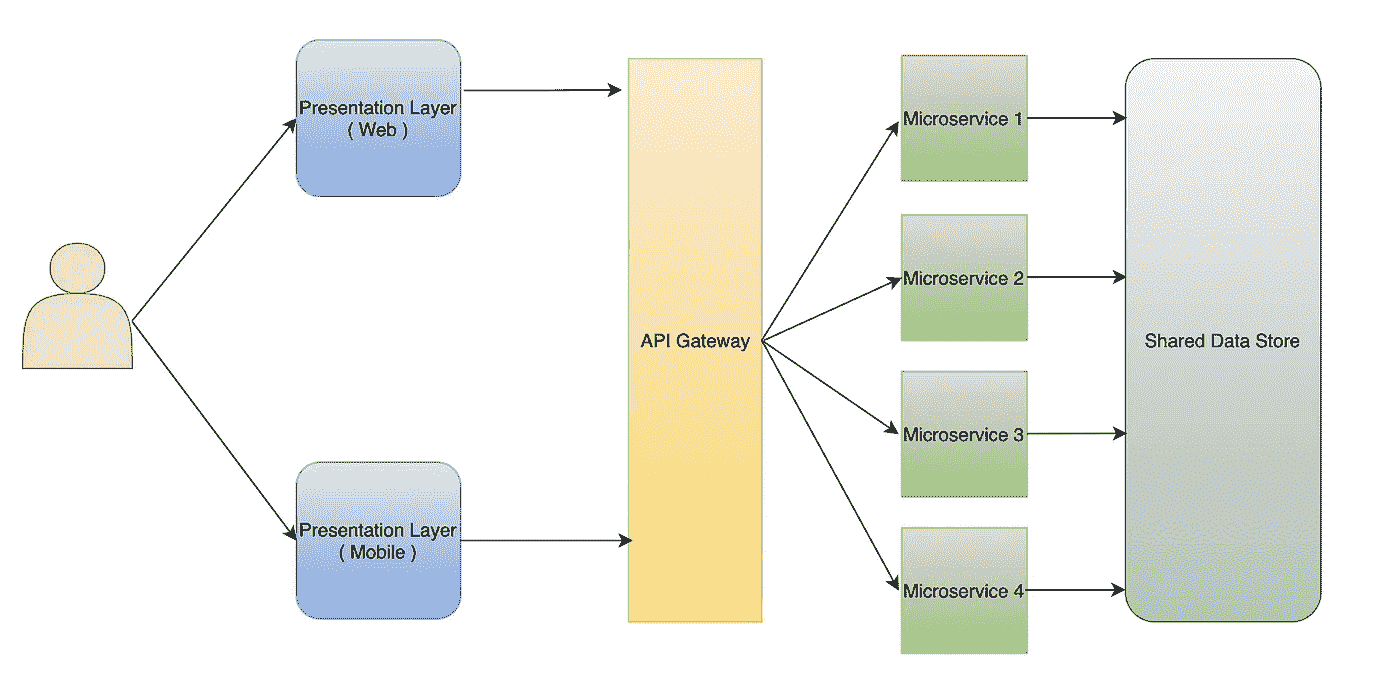 Presentation Layer
( Web )
Presentation Layer
( Mobile )
API Gateway
Microservice 1
Microservice 2
Microservice 3
Microservice 4
Shared Data Store